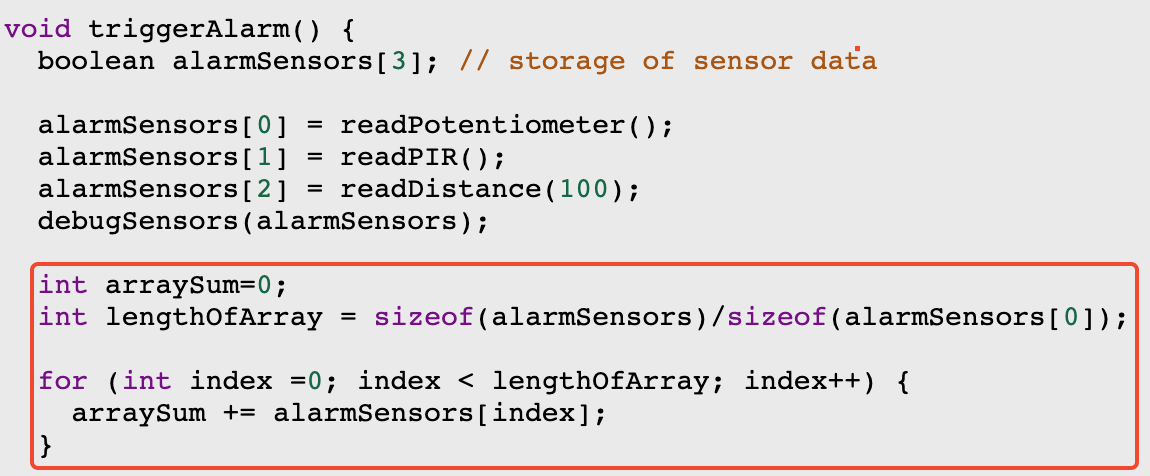 void triggerAlarm() {
boolean alarmSensors[3]; // storage of sensor data
alarmSensors[0] = readPotentiometer();
alarmSensors[1] = readPIR();
alarmSensors[2] = readDistance(100);
debugSensors(alarmSensors);
int arraySum=0;
int lengthOfArray = sizeof(alarmSensors)/sizeof(alarmSensors[0]);
for (int index =0; index < lengthOfArray; index++) {
arraySum += alarmSensors[index];
}